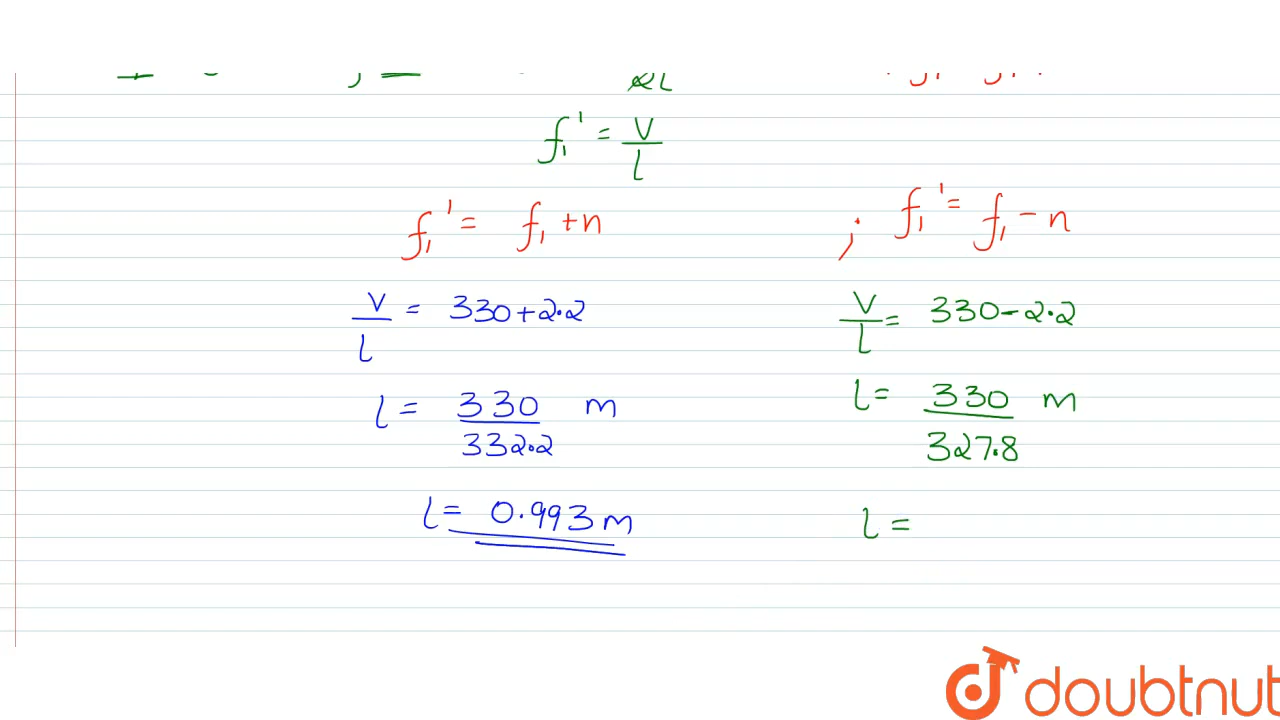 2l
f₁' = V/l
f₁' = f₁ + n ; f₁' = f₁ - n
V/l = 330+2.2
V/l = 330-2.2
l = 330/332.2 m
l = 330/327.8 m
l = 0.993 m
l =
doubtnut